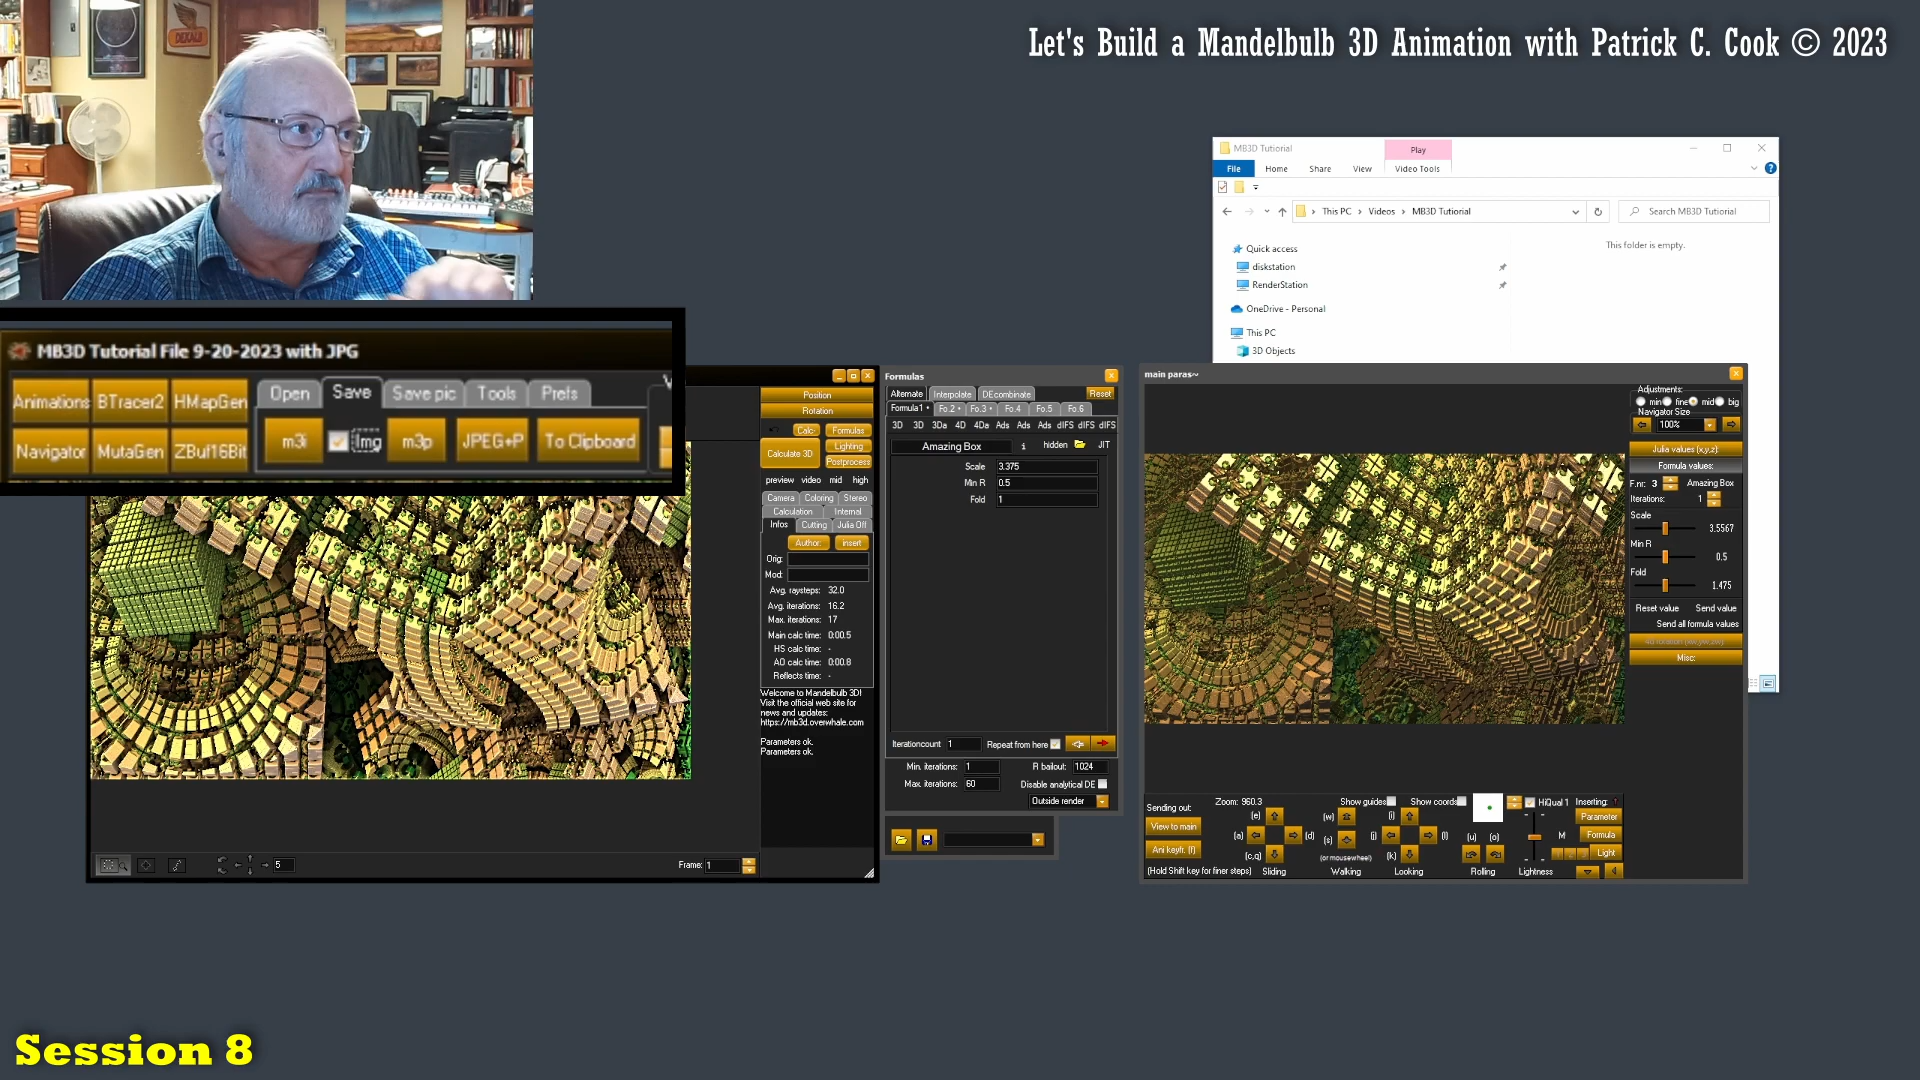 Let's Build a Mandelbulb 3D Animation with Patrick C. Cook © 2023
DEKALB
MB3D Tutiorial
Play
File
Home
Share
View
Video Tools
This PC
Videos
MB3D Tutiorial
Search MB3D Tutiorial
Quick access
This folder is empty.
diskstation
RenderStation
OneDrive - Personal
This PC
3D Objects
MB3D Tutorial File 9-20-2023 with JPG
Animations BTracer2 HMapGen
Open Save Save pic Tools Prefs
Navigator MutaGen ZBuf16Bit
m3i Img m3p JPEG+P To Clipboard
Position
Rotation
Calc Formulas
Calculate 3D
Lighting
Postprocess
preview video mid high
Camera Coloring Stereo
Calculation Internal
Infos Cutting Julia Off
Author: insert
Orig:
Mod:
Avg. raysteps: 32.0
Avg. iterations: 16.2
Max. iterations: 17
Main calc time: 0:00.5
HS calc time: -
AO calc time: 0:00.8
Reflects time: -
Welcome to Mandelbulb 3D!
Visit the official web site for
news and updates:
https://mb3d.overwhale.com
Parameters ok.
Parameters ok.
5
Frame: 1
Formulas
Alternate Interpolate DEcombinate Reset
Formula1 * Fo.2 * Fo.3 * Fo.4 Fo.5 Fo.6
3D 3D 3Da 4D 4Da Ads Ads Ads dIFS dIFS dIFS
Amazing Box i hidden JIT
Scale 3.375
Min R 0.5
Fold 1
Iterationcount 1 Repeat from here
Min. iterations: 1 R bailout: 1024
Max. iterations: 60 Disable analytical DE
Outside render
main paras~
Adjustments:
min fine mid big
Navigator Size
100%
Julia values (x,y,z):
Formula values:
F.nr: 3 Amazing Box
Iterations: 1
Scale
3.5567
Min R
0.5
Fold
1.475
Reset value Send value
Send all formula values
Misc:
Sending out: Zoom: 960.3 Show guides Show coords HiQual 1 Inserting: ?
View to main
Ani keyfr. (f)
(e)
(a) (d)
(c,q)
(w)
(s)
(or mousewheel)
(i)
(j) (l)
(k)
(u) (o)
M
Parameter
Formula
Light
(Hold Shift key for finer steps) Sliding Walking Looking Rolling Lightness
Session 8